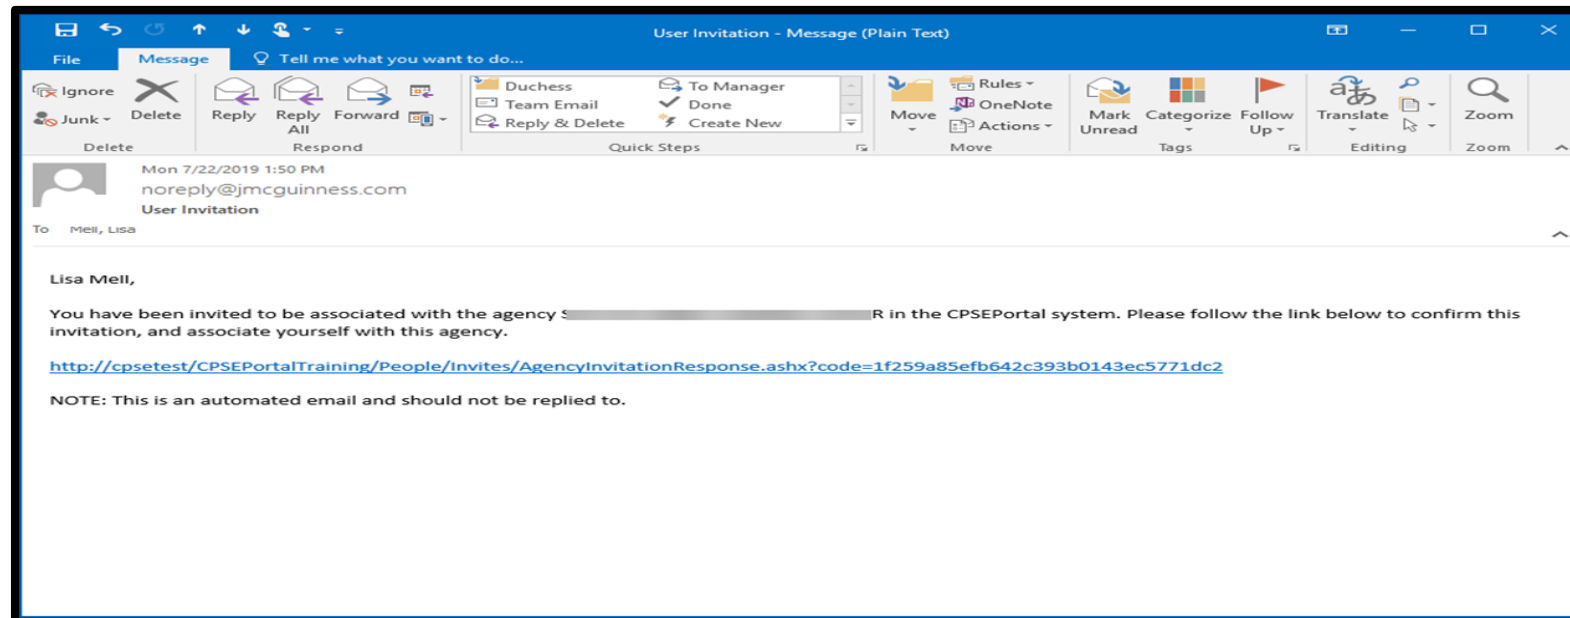 User Invitation - Message (Plain Text)
File Message Tell me what you want to do...
Ignore
Junk
Delete
Reply
Reply All
Forward
Duchess
Team Email
Reply & Delete
To Manager
Done
Create New
Move
Rules
OneNote
Actions
Mark Unread
Categorize
Follow Up
Translate
Zoom
Delete Respond Quick Steps Move Tags Editing Zoom
Mon 7/22/2019 1:50 PM
noreply@jmcguinness.com
User Invitation
To Mell, Lisa
Lisa Mell,
You have been invited to be associated with the agency R in the CPSEPortal system. Please follow the link below to confirm this
invitation, and associate yourself with this agency.
http://cpsetest/CPSEPortalTraining/People/Invites/AgencyInvitationResponse.ashx?code=1f259a85efb642c393b0143ec5771dc2
NOTE: This is an automated email and should not be replied to.